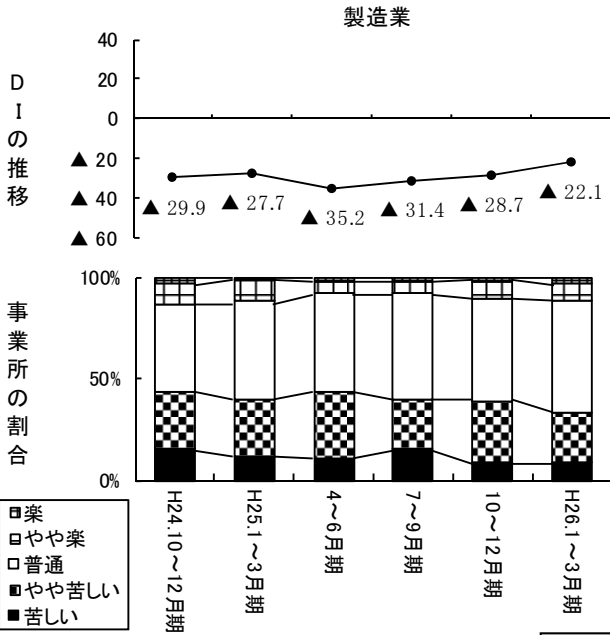 製造業
DIの推移
40
20
0
▲ 20
▲ 40
▲ 60
▲ 29.9
▲ 27.7
▲ 35.2
▲ 31.4
▲ 28.7
▲ 22.1
事業所の割合
100%
50%
0%
H24.10～12月期
H25.1～3月期
4～6月期
7～9月期
10～12月期
H26.1～3月期
楽
やや楽
普通
やや苦しい
苦しい